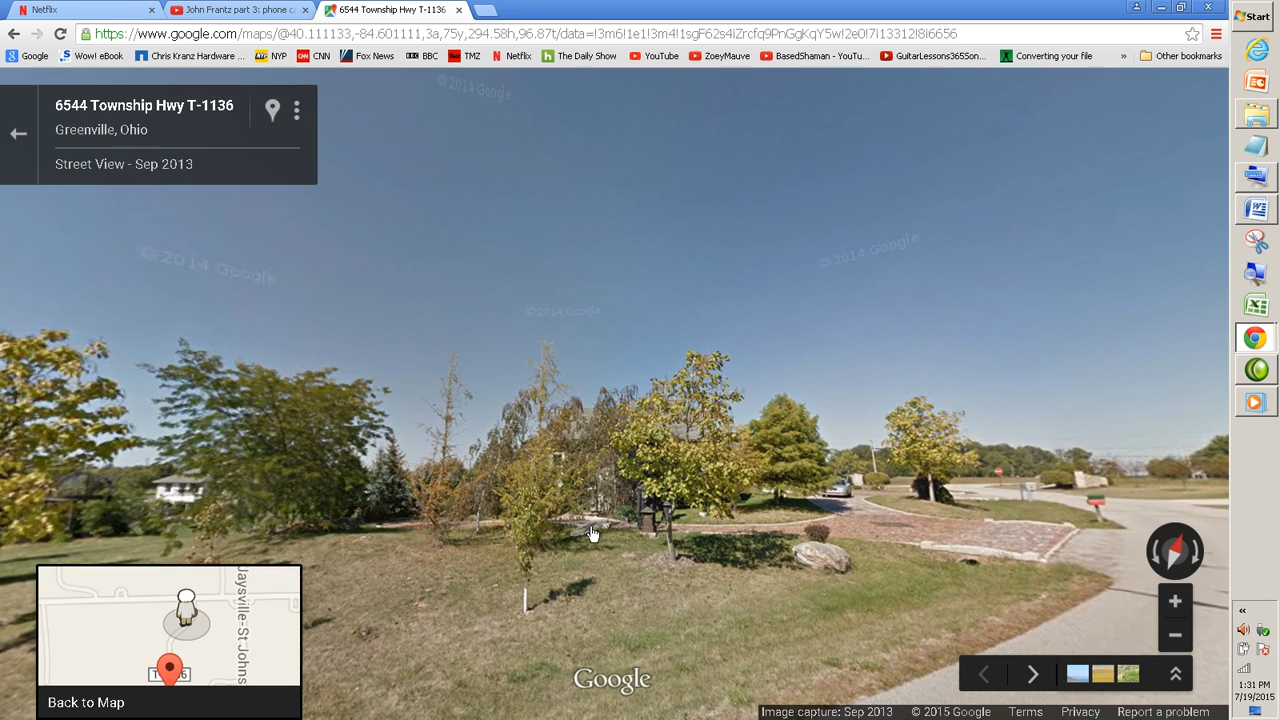 Netflix
John Frantz part 3: phone c
6544 Township Hwy T-1136
https://www.google.com/maps/@40.111133,-84.601111,3a,75y,294.58h,90.17t/data=!3m6!1e1!3m4!1sgF62s4IZrcfq9PnGgKqY5w!2e0!7i13312!8i6656
Google
Wow! eBook
Chris Kranz Hardware ...
NYP
CNN
BBC
Fox News
TMZ
Netflix
The Daily Show
YouTube
ZoeyMauve
BasedShaman - YouTu...
GuitarLessons365Son...
Converting your file
»
Other bookmarks
Start
6544 Township Hwy T-1136
Greenville, Ohio
Street View - Sep 2013
© 2014 Google
© 2014 Google
© 2014 Google
© 2014 Google
Jaysville-St Johns
Back to Map
Google
Image capture: Sep 2013
© 2015 Google
Terms
Privacy
Report a problem
1:31 PM
7/19/2015